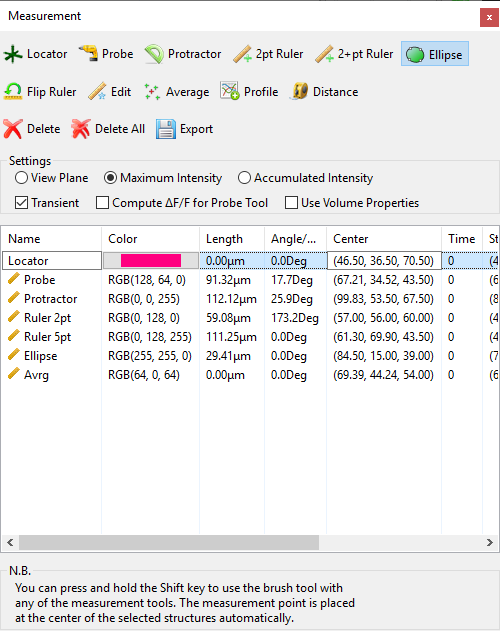 Measurement
Locator Probe Protractor 2pt Ruler 2+pt Ruler Ellipse
Flip Ruler Edit Average Profile Distance
Delete Delete All Export
Settings
View Plane Maximum Intensity Accumulated Intensity
Transient Compute ΔF/F for Probe Tool Use Volume Properties
Name Color Length Angle/... Center Time St
Locator 0.00µm 0.0Deg (46.50, 36.50, 70.50) 0 (4
Probe RGB(128, 64, 0) 91.32µm 17.7Deg (67.21, 34.52, 43.50) 0 (6
Protractor RGB(0, 0, 255) 112.12µm 25.9Deg (99.83, 53.50, 67.50) 0 (8
Ruler 2pt RGB(0, 128, 0) 59.08µm 173.2Deg (57.00, 56.00, 60.00) 0 (4
Ruler 5pt RGB(0, 128, 255) 111.25µm 0.0Deg (61.30, 69.90, 43.50) 0 (4
Ellipse RGB(255, 255, 0) 29.41µm 0.0Deg (84.50, 15.00, 39.00) 0 (7
Avrg RGB(64, 0, 64) 0.00µm 0.0Deg (69.39, 44.24, 54.00) 0 (6
N.B.
You can press and hold the Shift key to use the brush tool with
any of the measurement tools. The measurement point is placed
at the center of the selected structures automatically.